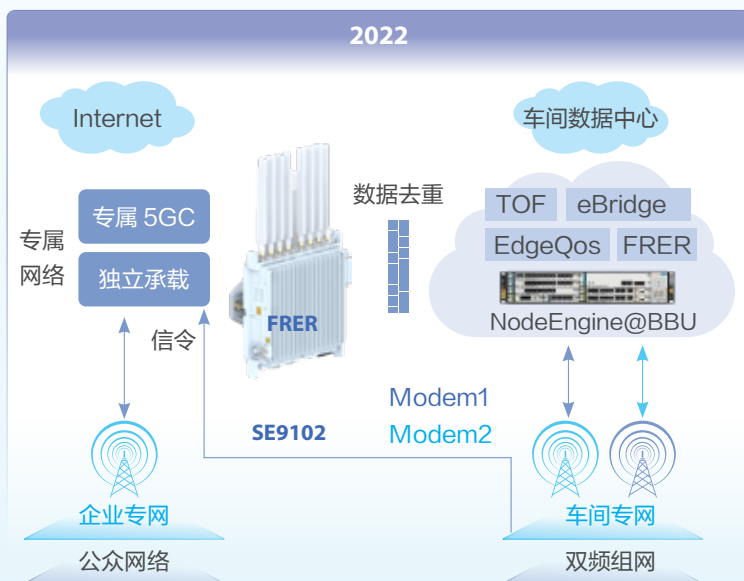 2022
Internet
车间数据中心
专属 5GC
独立承载
专属
网络
信令
FRER
SE9102
数据去重
TOF
eBridge
EdgeQos
FRER
NodeEngine@BBU
Modem1
Modem2
企业专网
公众网络
车间专网
双频组网